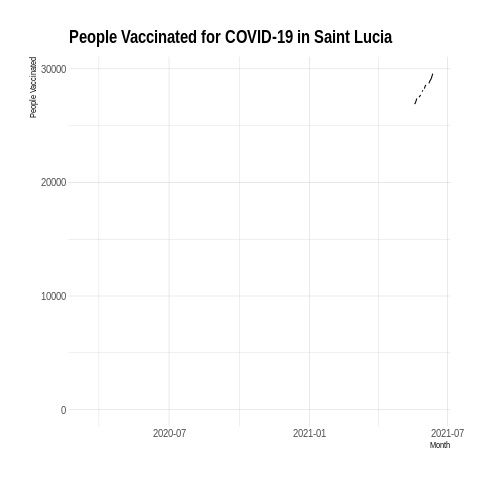 People Vaccinated for COVID-19 in Saint Lucia
People Vaccinated
30000
20000
10000
0
2020-07 2021-01 2021-07
Month